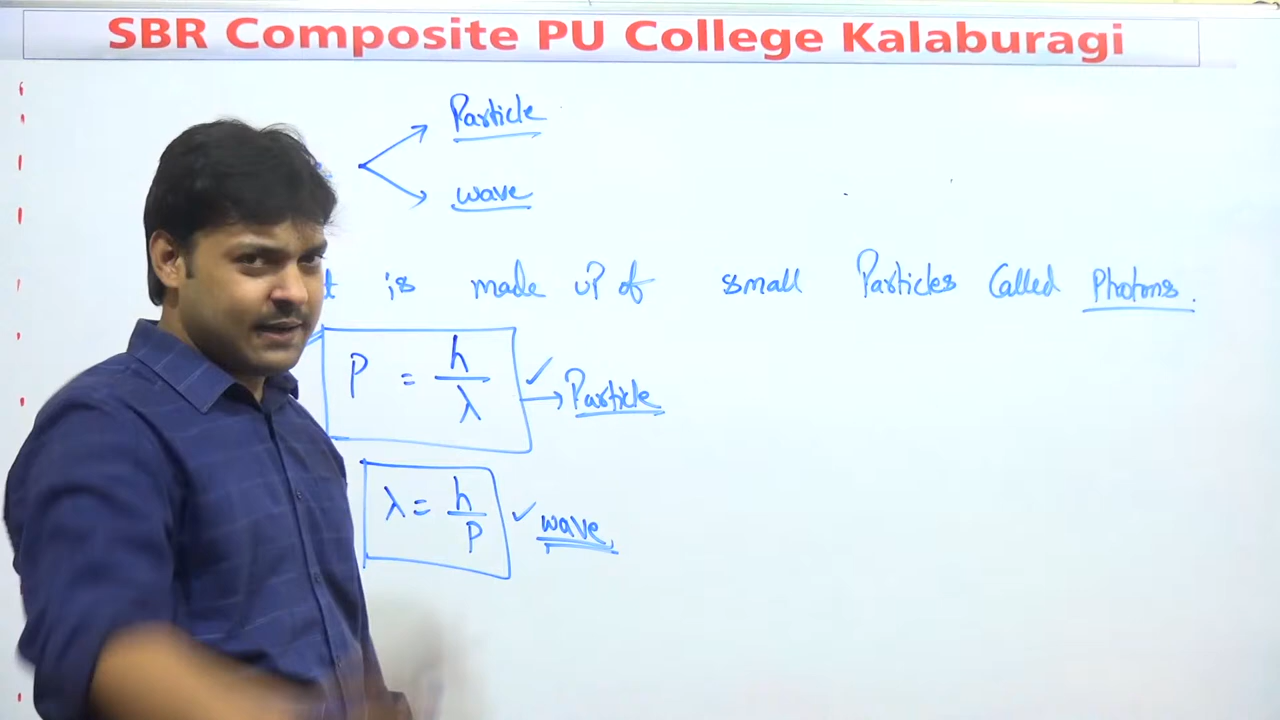 SBR Composite PU College Kalaburagi
Particle
wave
is made up of small Particles Called Photons.
P = h/λ ✓ → Particle
λ = h/P ✓ wave